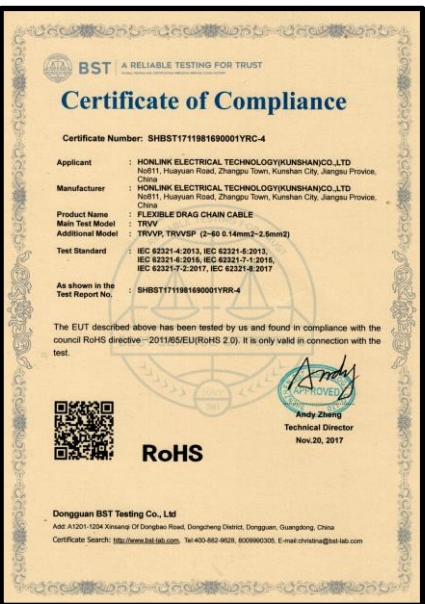 BST A RELIABLE TESTING FOR TRUST
Certificate of Compliance
Certificate Number: SHBST1711981690001YRC-4
Applicant : HONLINK ELECTRICAL TECHNOLOGY(KUNSHAN)CO.,LTD
No811, Huayuan Road, Zhangpu Town, Kunshan City, Jiangsu Provice,
China
Manufacturer : HONLINK ELECTRICAL TECHNOLOGY(KUNSHAN)CO.,LTD
No811, Huayuan Road, Zhangpu Town, Kunshan City, Jiangsu Provice,
China
Product Name : FLEXIBLE DRAG CHAIN CABLE
Main Test Model : TRVV
Additional Model : TRVVP, TRVVSP (2~60 0.14mm2~2.5mm2)
Test Standard : IEC 62321-4:2013, IEC 62321-5:2013,
IEC 62321-6:2015, IEC 62321-7-1:2015,
IEC 62321-7-2:2017, IEC 62321-8:2017
As shown in the
Test Report No. : SHBST1711981690001YRR-4
The EUT described above has been tested by us and found in compliance with the
council RoHS directive 2011/65/EU(RoHS 2.0). It is only valid in connection with the
test.
Andy
APPROVED
Andy Zheng
Technical Director
Nov.20, 2017
RoHS
Dongguan BST Testing Co., Ltd
Add: A1201-1204 Xinsanqi Of Dongbao Road, Dongcheng District, Dongguan, Guangdong, China
Certificate Search: http://www.bst-lab.com, Tel:400-882-9628, 8009990305, E-mail:christina@bst-lab.com